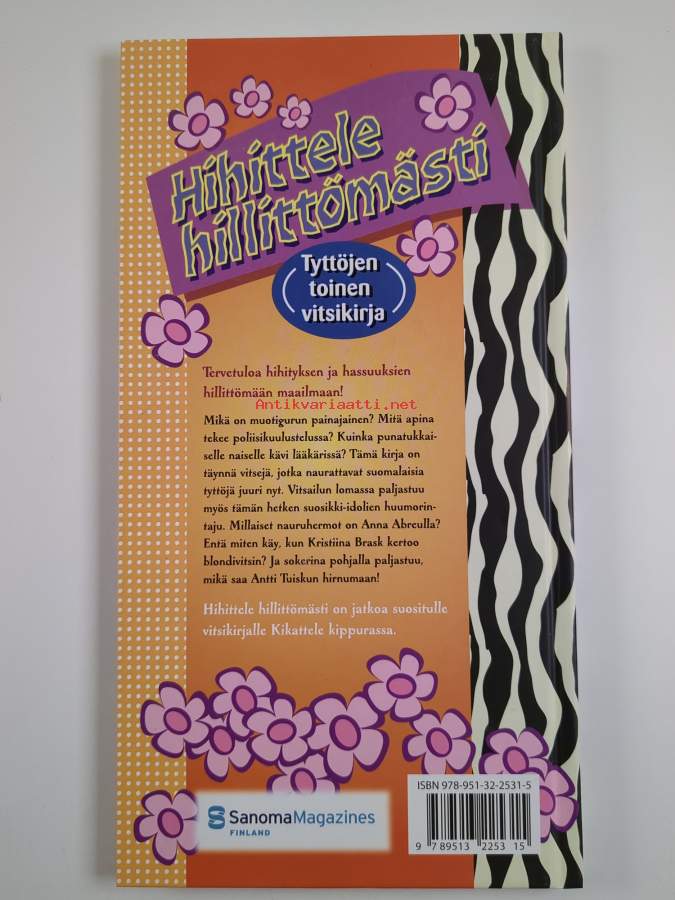 Hihittele
hillittömästi
Tyttöjen
toinen
vitsikirja
Tervetuloa hihityksen ja hassuuksien
hillittömään maailmaan!
Antikvariaatti.net
Mikä on muotigurun painajainen? Mitä apina
tekee poliisikuulustelussa? Kuinka punatukkai-
selle naiselle kävi lääkärissä? Tämä kirja on
täynnä vitsejä, jotka naurattavat suomalaisia
tyttöjä juuri nyt. Vitsailun lomassa paljastuu
myös tämän hetken suosikki-idolien huumorin-
taju. Millaiset nauruhermot on Anna Abreulla?
Entä miten käy, kun Kristiina Brask kertoo
blondivitsin? Ja sokerina pohjalla paljastuu,
mikä saa Antti Tuiskun hirnumaan!
Hihittele hillittömästi on jatkoa suositulle
vitsikirjalle Kikattele kippurassa.
ISBN 978-951-32-2531-5
SanomaMagazines
FINLAND
9 789513 225315